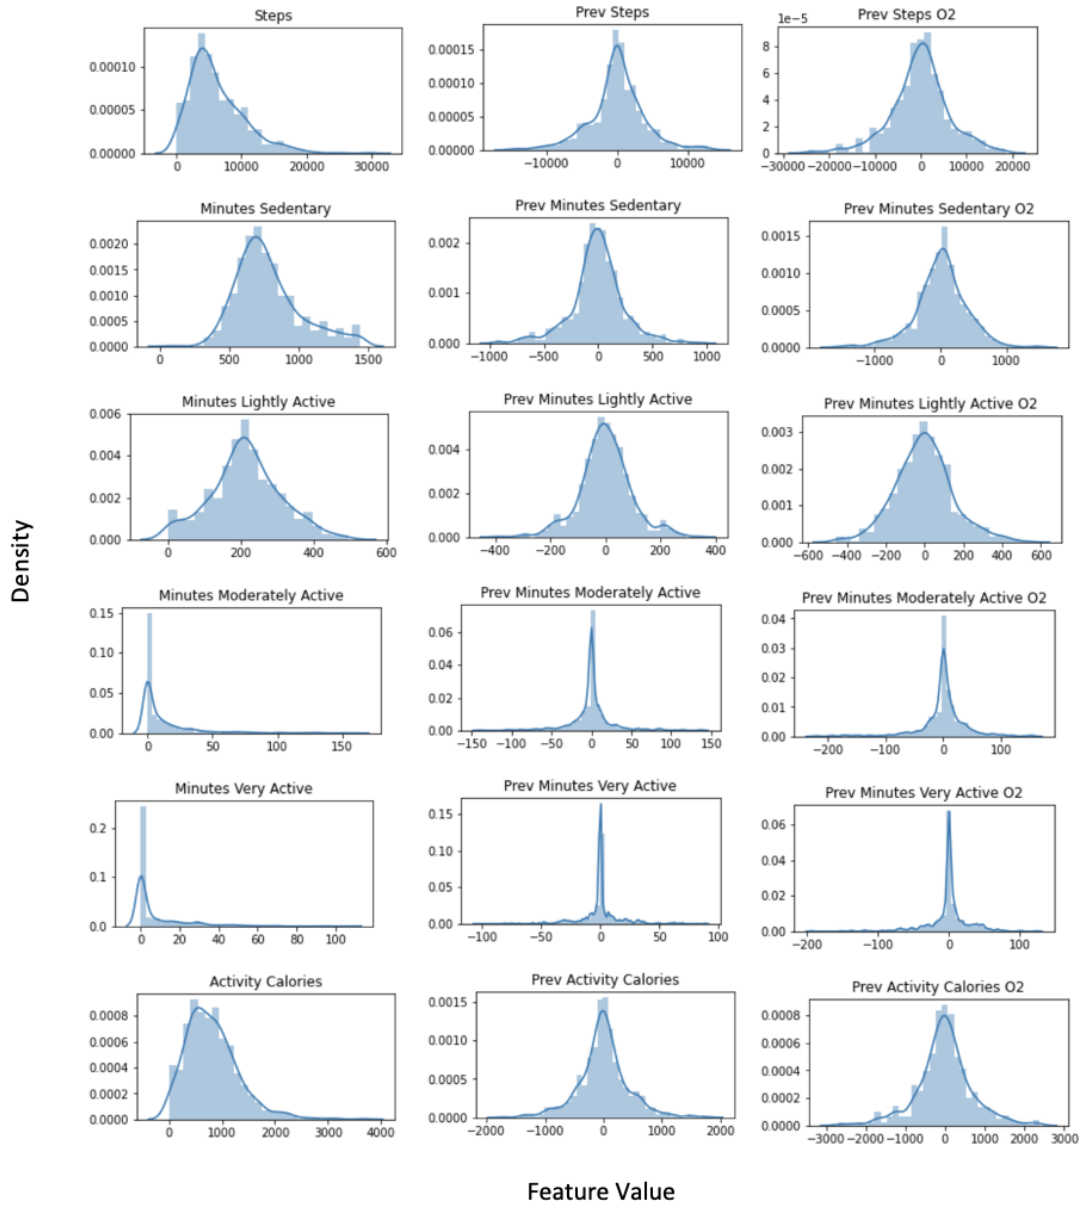 Steps
Prev Steps
Prev Steps O2
1e−5
0.00010
0.00005
0.00000
0 10000 20000 30000
0.00015
0.00010
0.00005
0.00000
−10000 0 10000
8
6
4
2
0
−30000 −20000 −10000 0 10000 20000
Minutes Sedentary
Prev Minutes Sedentary
Prev Minutes Sedentary O2
0.0020
0.0015
0.0010
0.0005
0.0000
0 500 1000 1500
0.002
0.001
0.000
−1000 −500 0 500 1000
0.0015
0.0010
0.0005
0.0000
−1000 0 1000
Minutes Lightly Active
Prev Minutes Lightly Active
Prev Minutes Lightly Active O2
0.006
0.004
0.002
0.000
0 200 400 600
0.004
0.002
0.000
−400 −200 0 200 400
0.003
0.002
0.001
0.000
−600 −400 −200 0 200 400 600
Density
Minutes Moderately Active
Prev Minutes Moderately Active
Prev Minutes Moderately Active O2
0.15
0.10
0.05
0.00
0 50 100 150
0.06
0.04
0.02
0.00
−150 −100 −50 0 50 100 150
0.04
0.03
0.02
0.01
0.00
−200 −100 0 100
Minutes Very Active
Prev Minutes Very Active
Prev Minutes Very Active O2
0.2
0.1
0.0
0 20 40 60 80 100
0.15
0.10
0.05
0.00
−100 −50 0 50 100
0.06
0.04
0.02
0.00
−200 −100 0 100
Activity Calories
Prev Activity Calories
Prev Activity Calories O2
0.0008
0.0006
0.0004
0.0002
0.0000
0 1000 2000 3000 4000
0.0015
0.0010
0.0005
0.0000
−2000 −1000 0 1000 2000
0.0008
0.0006
0.0004
0.0002
0.0000
−3000 −2000 −1000 0 1000 2000 3000
Feature Value